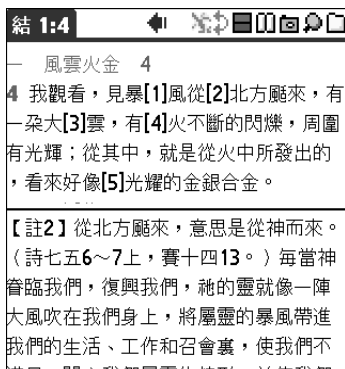 結 1:4
一 風雲火金 4
4 我觀看，見暴[1]風從[2]北方颳來，有
一朵大[3]雲，有[4]火不斷的閃爍，周圍
有光輝；從其中，就是從火中所發出的
，看來好像[5]光耀的金銀合金。
【註2】從北方颳來，意思是從神而來。
（詩七五6～7上，賽十四13。）每當神
眷臨我們，復興我們，祂的靈就像一陣
大風吹在我們身上，將屬靈的暴風帶進
我們的生活、工作和召會裏，使我們不